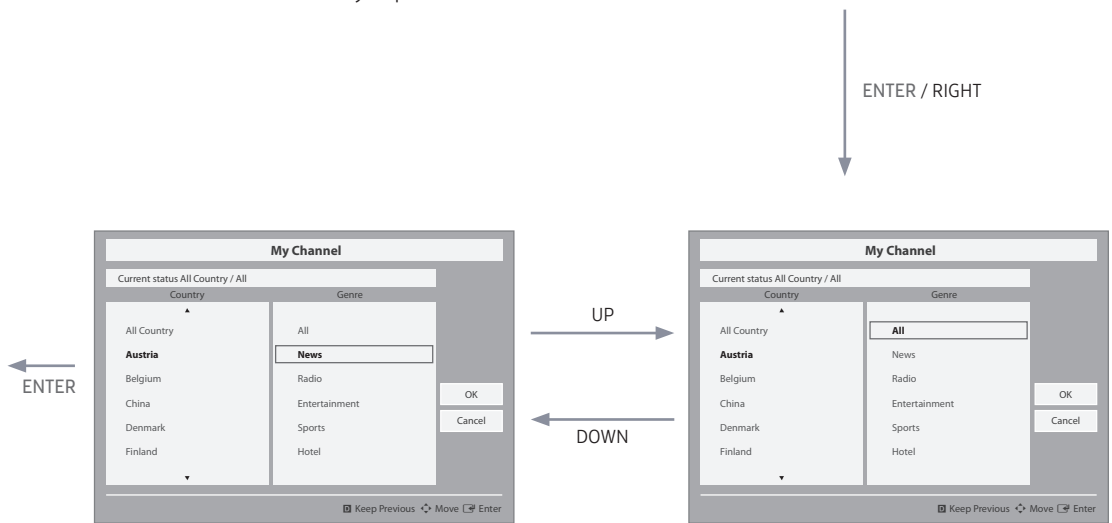 ENTER / RIGHT
My Channel
Current status All Country / All
Country Genre
All Country All
Austria News
Belgium Radio
China Entertainment
Denmark Sports
Finland Hotel
OK
Cancel
D Keep Previous Move Enter
ENTER
UP
DOWN
My Channel
Current status All Country / All
Country Genre
All Country All
Austria News
Belgium Radio
China Entertainment
Denmark Sports
Finland Hotel
OK
Cancel
D Keep Previous Move Enter